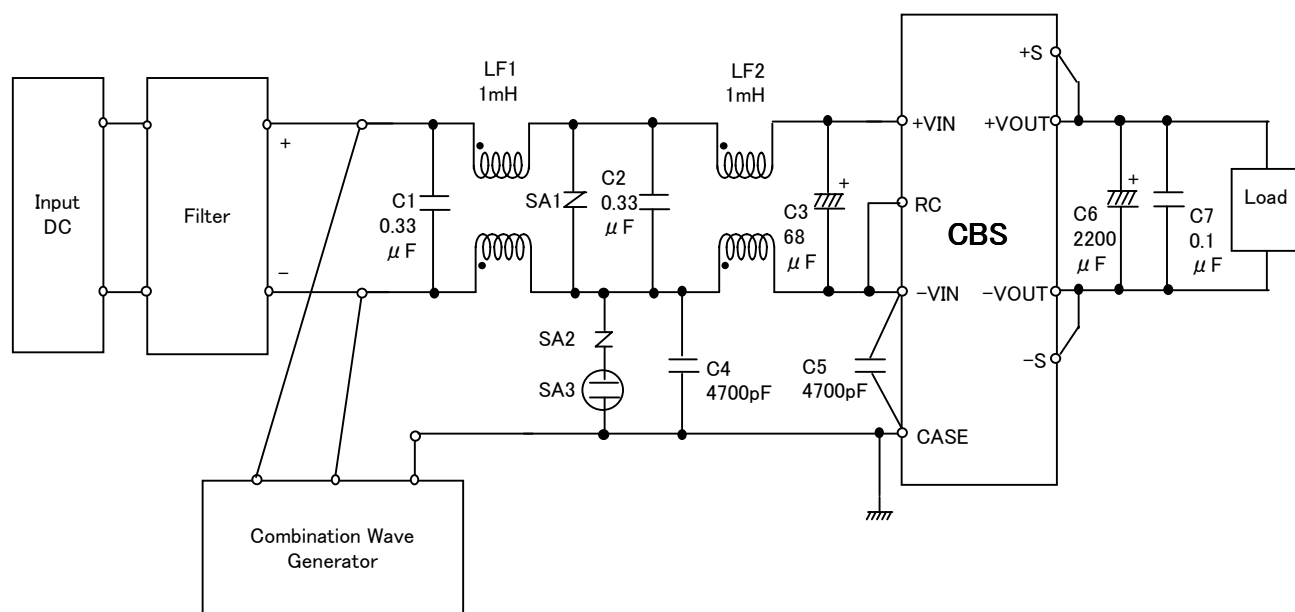 LF1
1mH
LF2
1mH
Input
DC
Filter
+
−
C1
0.33
μF
SA1
C2
0.33
μF
C3
68
μF
+
SA2
SA3
C4
4700pF
C5
4700pF
+VIN
RC
−VIN
CASE
CBS
+S
+VOUT
−VOUT
−S
+
C6
2200
μF
C7
0.1
μF
Load
Combination Wave
Generator